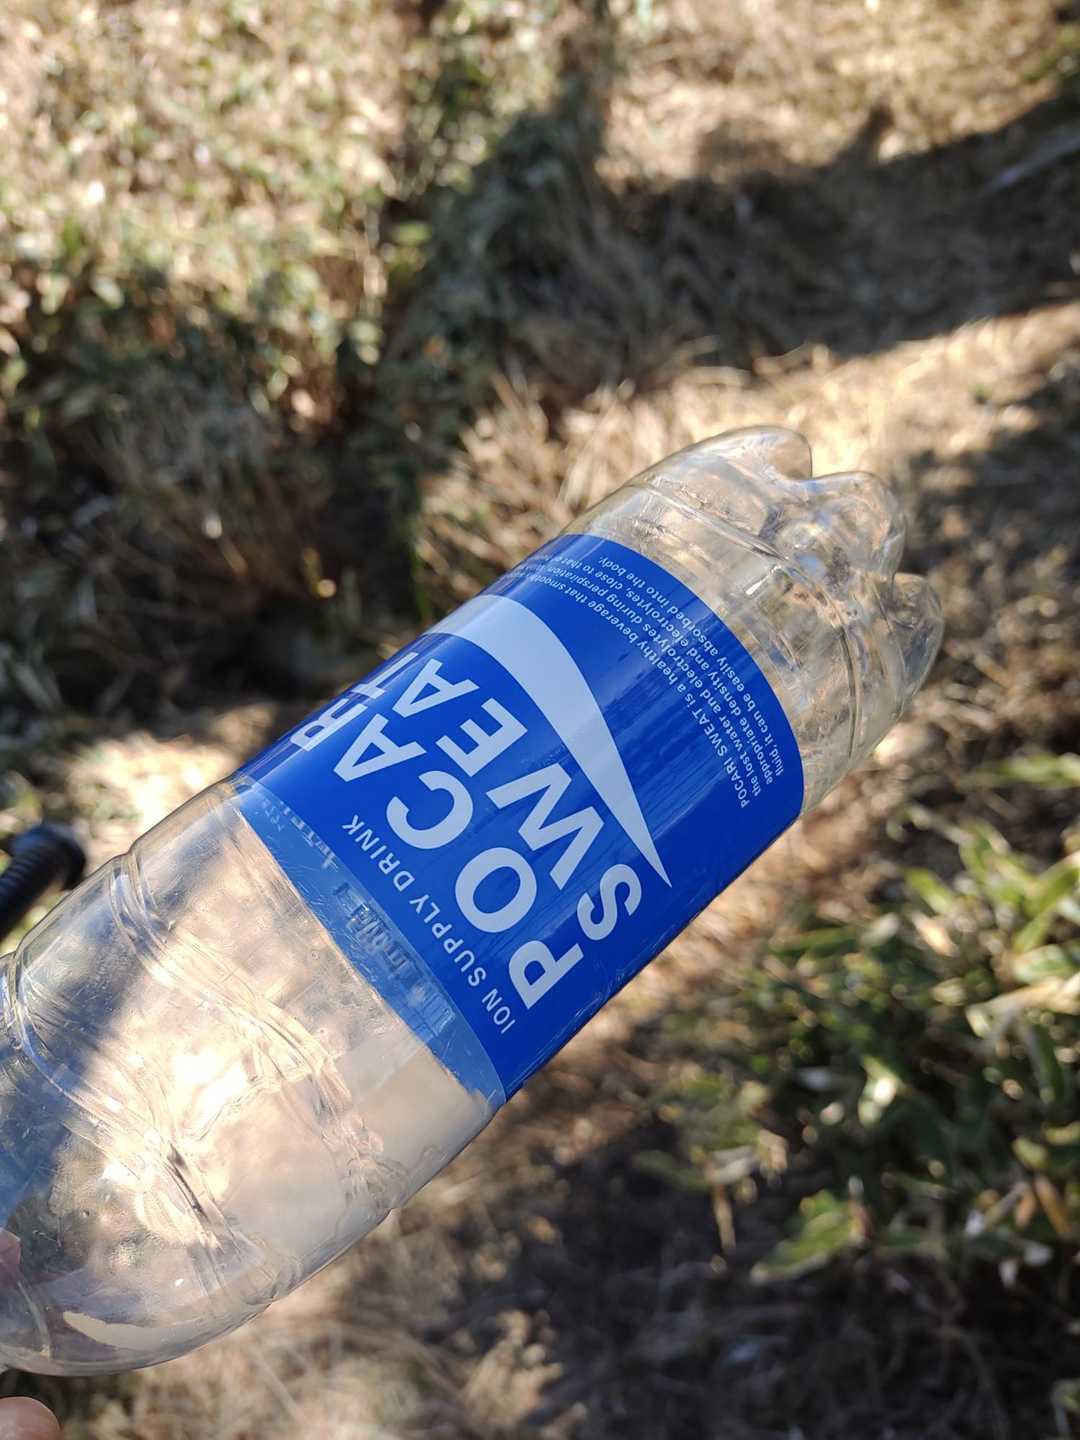 ION SUPPLY DRINK
POCARI
SWEAT
POCARI SWEAT is a healthy beverage that smoothly
the lost water and electrolytes during perspiration.
appropriate density and electrolytes, close to that
fluid, it can be easily absorbed into the body.